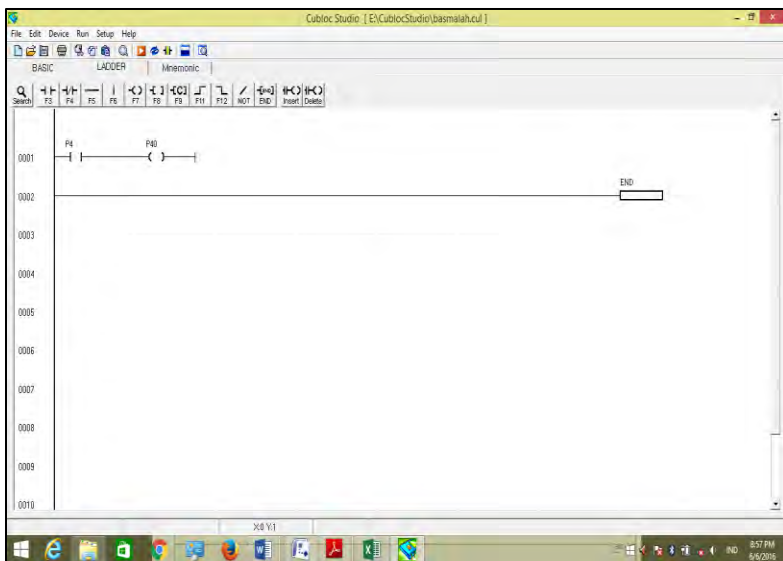 Cubloc Studio [ E:\CublocStudio\basmalah.cul ]
File Edit Device Run Setup Help
BASIC LADDER Mnemonic
Search F3 F4 F5 F6 F7 F8 F9 F11 F12 NOT END Insert Delete
P4 P40
0001
END
0002
0003
0004
0005
0006
0007
0008
0009
0010
X:0 Y:1
IND 8:57 PM
6/6/2016